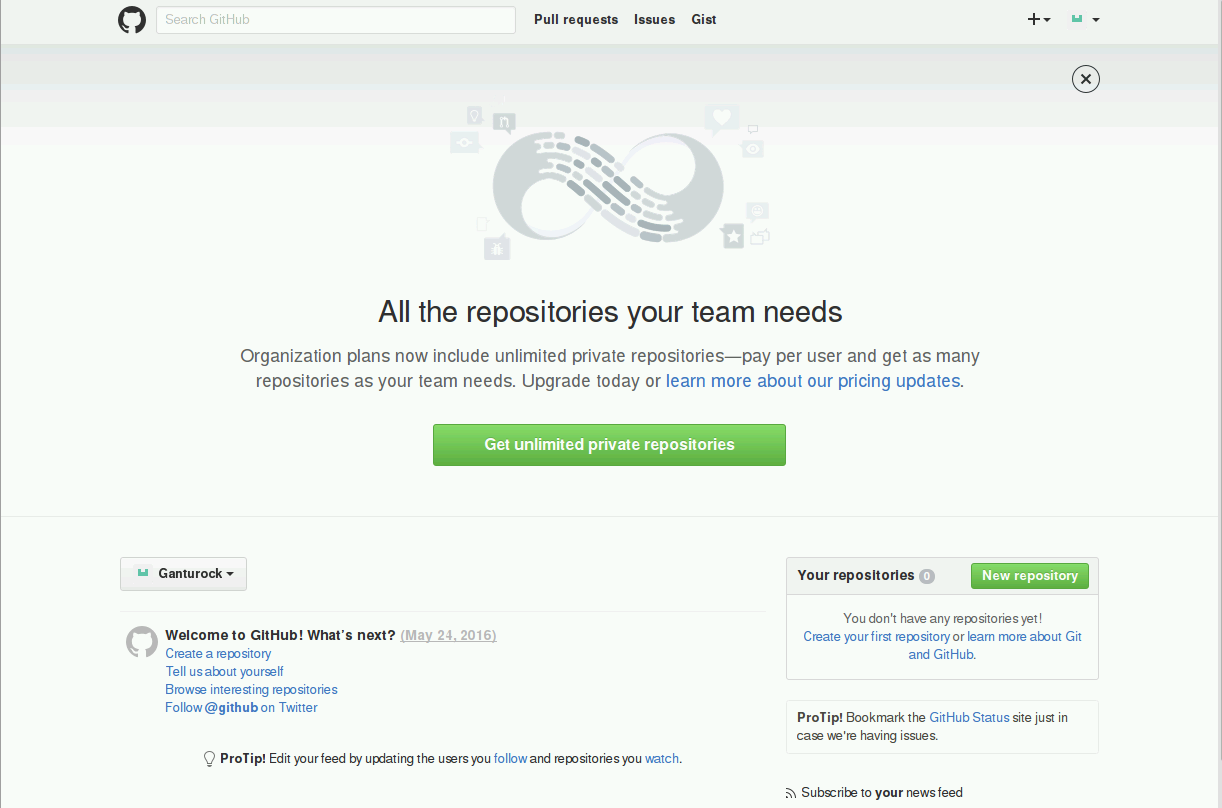 Search GitHub
Pull requests Issues Gist
All the repositories your team needs
Organization plans now include unlimited private repositories—pay per user and get as many
repositories as your team needs. Upgrade today or learn more about our pricing updates.
Get unlimited private repositories
Ganturock
Welcome to GitHub! What's next? (May 24, 2016)
Create a repository
Tell us about yourself
Browse interesting repositories
Follow @github on Twitter
ProTip! Edit your feed by updating the users you follow and repositories you watch.
Your repositories 0 New repository
You don't have any repositories yet!
Create your first repository or learn more about Git
and GitHub.
ProTip! Bookmark the GitHub Status site just in
case we're having issues.
Subscribe to your news feed